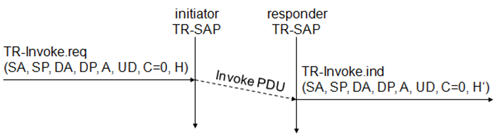 initiator
TR-SAP
responder
TR-SAP
TR-Invoke.req
(SA, SP, DA, DP, A, UD, C=0, H)
Invoke PDU
TR-Invoke.ind
(SA, SP, DA, DP, A, UD, C=0, H')